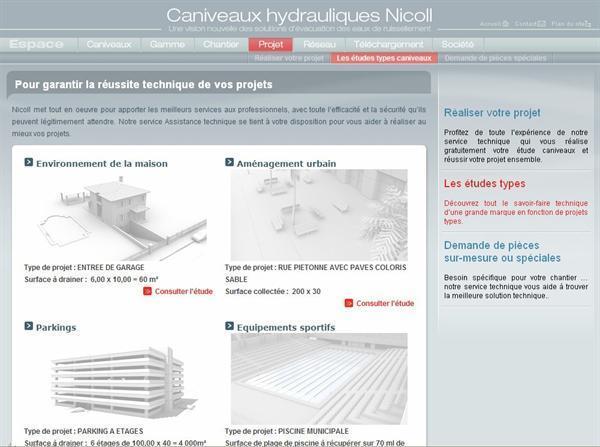 Caniveaux hydrauliques Nicoll
Une vision nouvelle des solutions d'évacuation des eaux de ruissellement
Accueil
Contact
Plan du site
Espace
Caniveaux
Gamme
Chantier
Projet
Réseau
Téléchargement
Société
Réaliser votre projet
Les études types caniveaux
Demande de pièces spéciales
Pour garantir la réussite technique de vos projets
Nicoll met tout en oeuvre pour apporter les meilleurs services aux professionnels, avec toute l'efficacité et la sécurité qu'ils
peuvent légitimement attendre. Notre service Assistance technique se tient à votre disposition pour vous aider à réaliser au
mieux vos projets.
Environnement de la maison
Type de projet : ENTREE DE GARAGE
Surface à drainer : 6,00 x 10,00 = 60 m²
Consulter l'étude
Aménagement urbain
Type de projet : RUE PIETONNE AVEC PAVES COLORIS
SABLE
Surface collectée : 200 x 30
Consulter l'étude
Parkings
Type de projet : PARKING A ETAGES
Surface à drainer : 6 étages de 100,00 x 40 = 4 000m²
Equipements sportifs
Type de projet : PISCINE MUNICIPALE
Surface de plage de piscine à récupérer sur 70 ml de
Réaliser votre projet
Profitez de toute l'expérience de notre
service technique qui vous réalise
gratuitement votre étude caniveaux et
réussir votre projet ensemble.
Les études types
Découvrez tout le savoir-faire technique
d'une grande marque en fonction de projets
types.
Demande de pièces
sur-mesure ou spéciales
Besoin spécifique pour votre chantier ...
notre service technique vous aide à trouver
la meilleure solution technique..